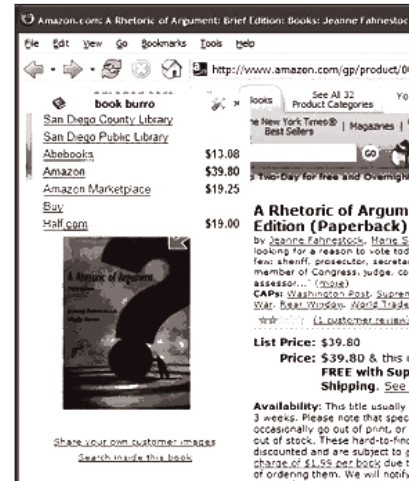 Amazon.com: A Rhetoric of Argument: Brief Edition: Books: Jeanne Fahnestoc
File Edit View Go Bookmarks Tools Help
http://www.amazon.com/gp/product/0
book burro
San Diego County Library
San Diego Public Library
Abebooks $13.08
Amazon $39.80
Amazon Marketplace $19.25
Buy
Half.com $19.00
A Rhetoric of Argument
Share your own customer images
Search inside this book
Books
See All 32
Product Categories
Yo
he New York Times®
Best Sellers
| Magazines |
GO
Two-Day for free and Overnigh
A Rhetoric of Argum
Edition (Paperback)
by Jeanne Fahnestock, Marie S
looking for a reason to vote tod
few: sheriff, prosecutor, secreta
member of Congress, judge, co
assessor..." (more)
CAPs: Washington Post, Suprem
War, Rear Window, World Trade
(1 customer review)
List Price: $39.80
Price: $39.80 & this
FREE with Sup
Shipping. See
Availability: This title usually
3 weeks. Please note that spec
occasionally go out of print, or
out of stock. These hard-to-find
discounted and are subject to
charge of $1.99 per book due t
of ordering them. We will notify